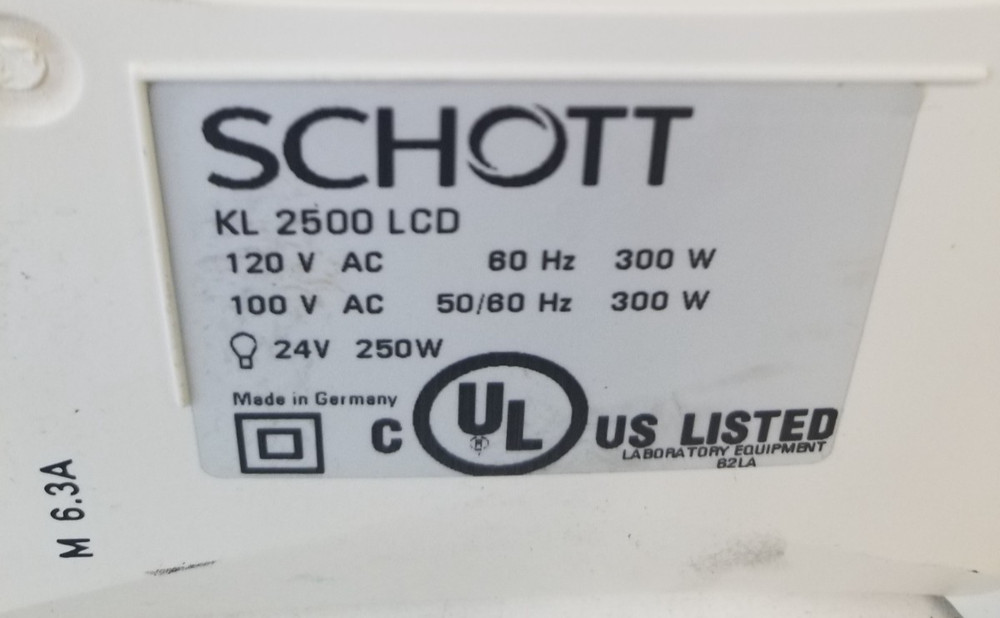 SCHOTT
KL 2500 LCD
120 V AC 60 Hz 300 W
100 V AC 50/60 Hz 300 W
24V 250W
Made in Germany
C UL US LISTED
LABORATORY EQUIPMENT
82LA
M 6.3A